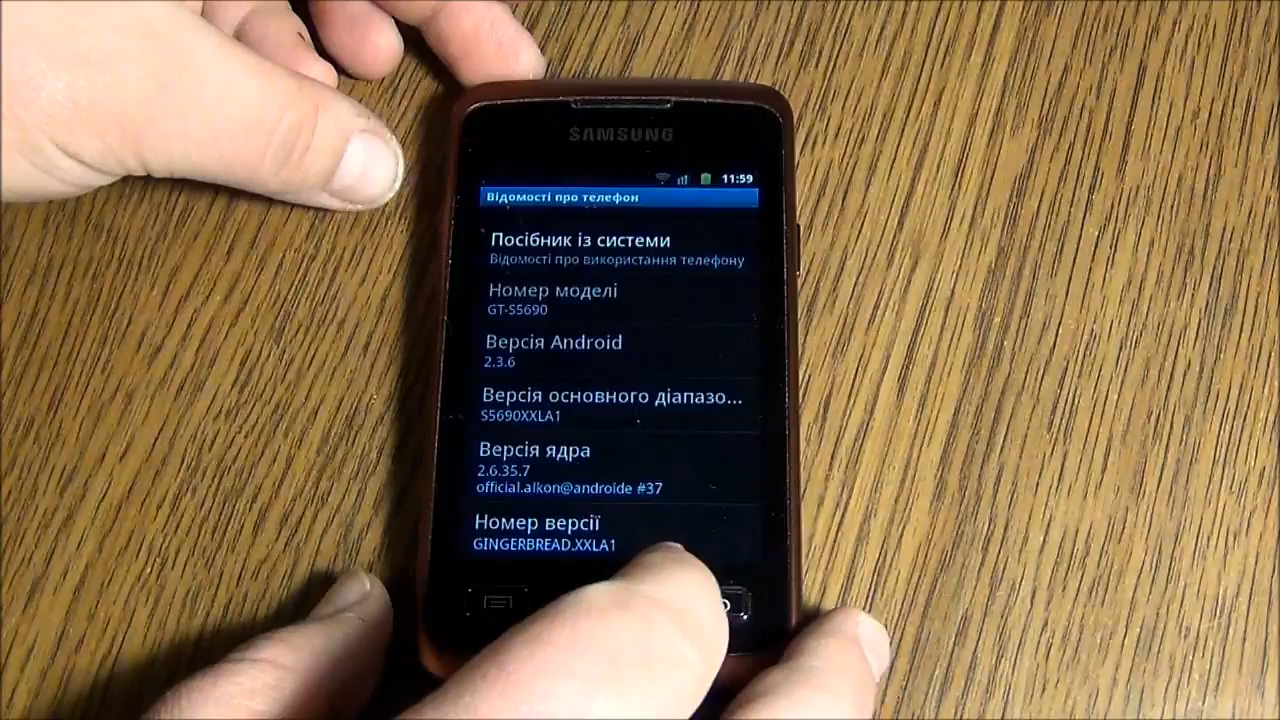 SAMSUNG
11:59
Відомості про телефон
Посібник із системи
Відомості про використання телефону
Номер моделі
GT-S5690
Версія Android
2.3.6
Версія основного діапазо...
S5690XXLA1
Версія ядра
2.6.35.7
official.alkon@androide #37
Номер версії
GINGERBREAD.XXLA1